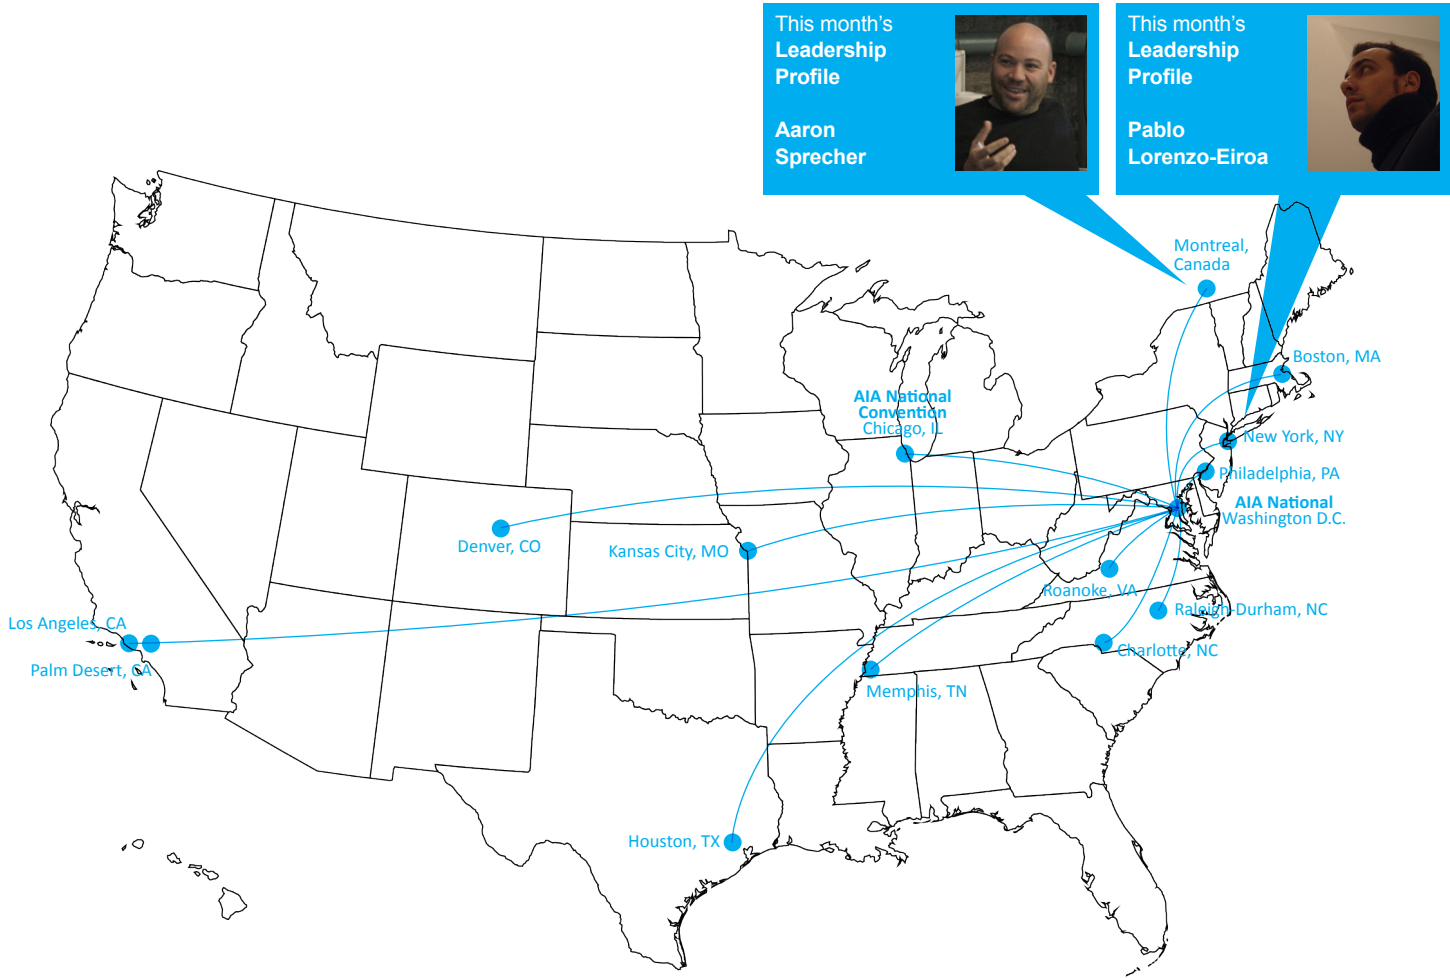 This month's
Leadership
Profile
Aaron
Sprecher
This month's
Leadership
Profile
Pablo
Lorenzo-Eiroa
Montreal,
Canada
Boston, MA
AIA National
Convention
Chicago, IL
New York, NY
Philadelphia, PA
AIA National
Washington D.C.
Denver, CO
Kansas City, MO
Roanoke, VA
Raleigh-Durham, NC
Los Angeles, CA
Charlotte, NC
Palm Desert, CA
Memphis, TN
Houston, TX